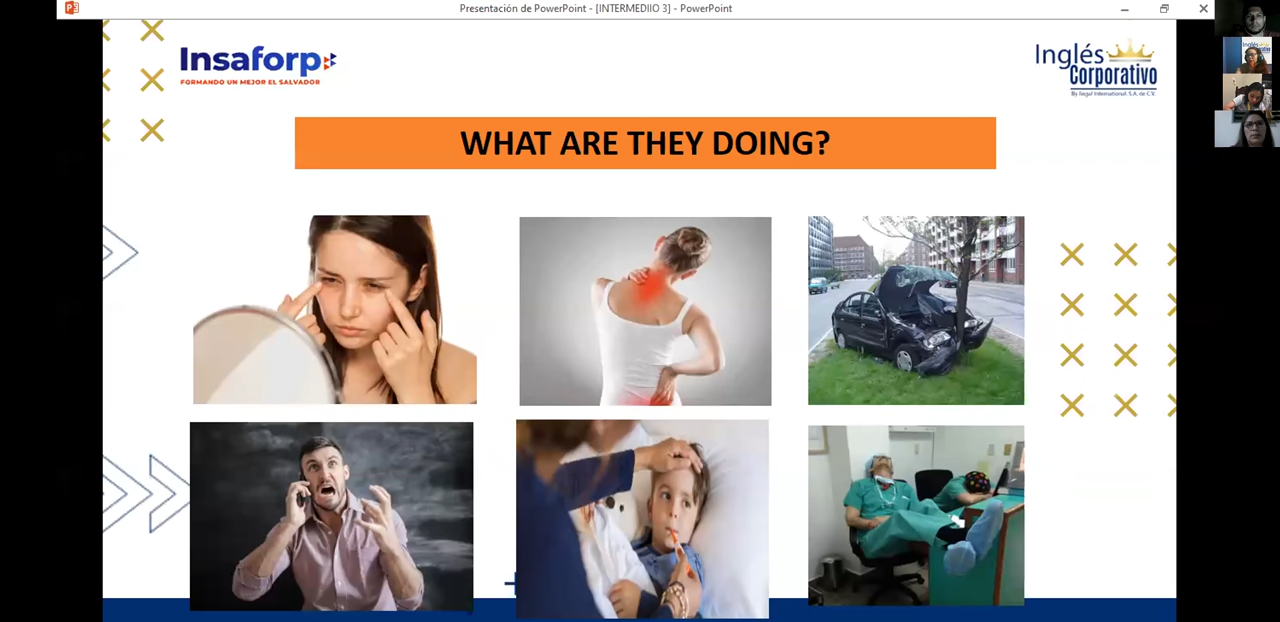 Presentación de PowerPoint - [INTERMEDIIO 3] - PowerPoint
Insaforp
FORMANDO UN MEJOR EL SALVADOR
Inglés
Corporativo
WHAT ARE THEY DOING?